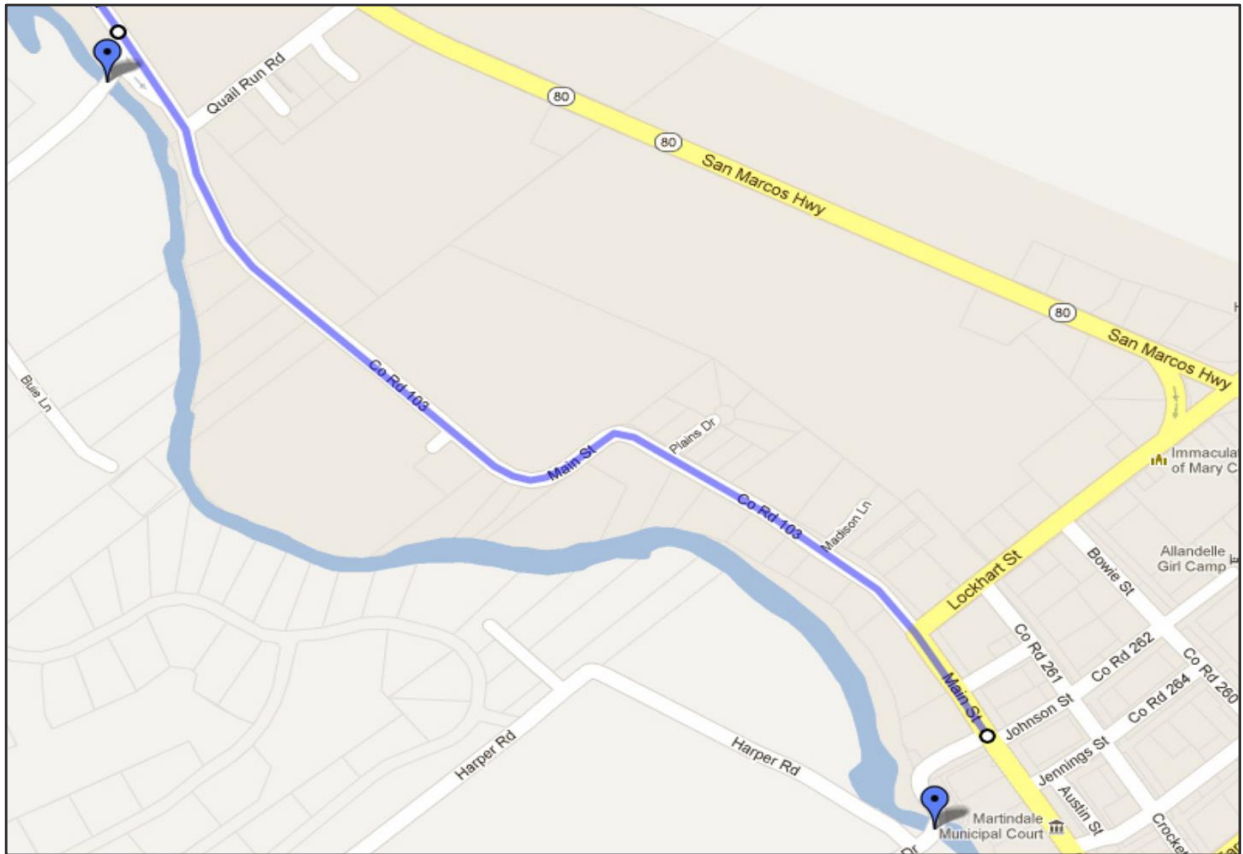 Quail Run Rd
80
80
San Marcos Hwy
80
San Marcos Hwy
Buie Ln
Co Rd 103
Main St
Plains Dr
Co Rd 103
Madison Ln
Immacula
of Mary C
Lockhart St
Bowie St
Allandelle
Girl Camp
Co Rd 261
Co Rd 262
Co Rd 260
Main St
Johnson St
Co Rd 264
Harper Rd
Harper Rd
Jennings St
Austin St
Martindale
Municipal Court
Crocke
Dr